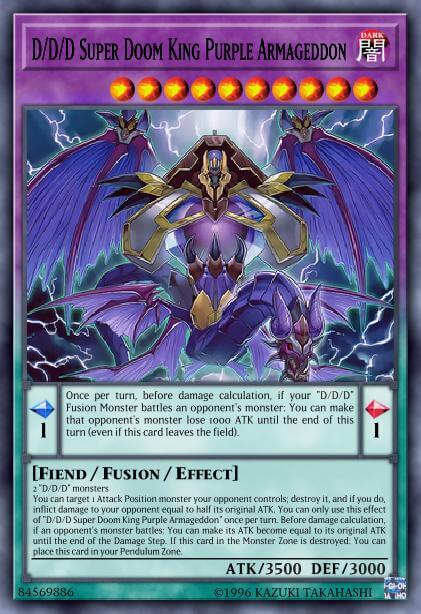 D/D/D Super Doom King Purple Armageddon
DARK
闇
Once per turn, before damage calculation, if your "D/D/D"
Fusion Monster battles an opponent's monster: You can make
that opponent's monster lose 1000 ATK until the end of this
turn (even if this card leaves the field).
1
1
[Fiend / Fusion / Effect]
2 "D/D/D" monsters
You can target 1 Attack Position monster your opponent controls; destroy it, and if you do,
inflict damage to your opponent equal to half its original ATK. You can only use this effect
of "D/D/D Super Doom King Purple Armageddon" once per turn. Before damage calculation,
if an opponent's monster battles: You can make its ATK become equal to its original ATK
until the end of the Damage Step. If this card in the Monster Zone is destroyed: You can
place this card in your Pendulum Zone.
ATK/3500 DEF/3000
84569886
©1996 KAZUKI TAKAHASHI